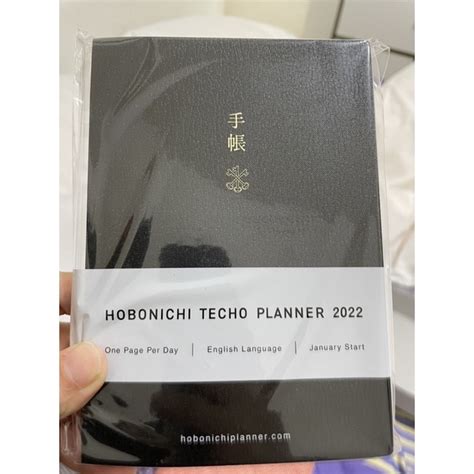 手
帳
HOBONICHI TECHO PLANNER 2022
One Page Per Day | English Language | January Start
hobonichiplanner.com